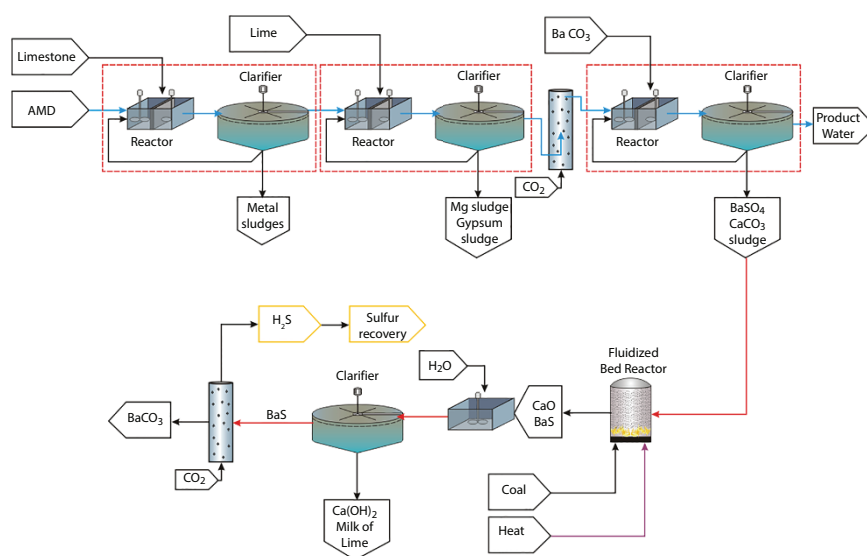 Limestone
Lime
Ba CO₃
Clarifier
Clarifier
Clarifier
AMD
Reactor
Reactor
Reactor
Product
Water
CO₂
Metal
sludges
Mg sludge
Gypsum
sludge
BaSO₄
CaCO₃
sludge
H₂S
Sulfur
recovery
Fluidized
Bed Reactor
H₂O
Clarifier
CaO
BaS
BaS
BaCO₃
CO₂
Coal
Ca(OH)₂
Milk of
Lime
Heat